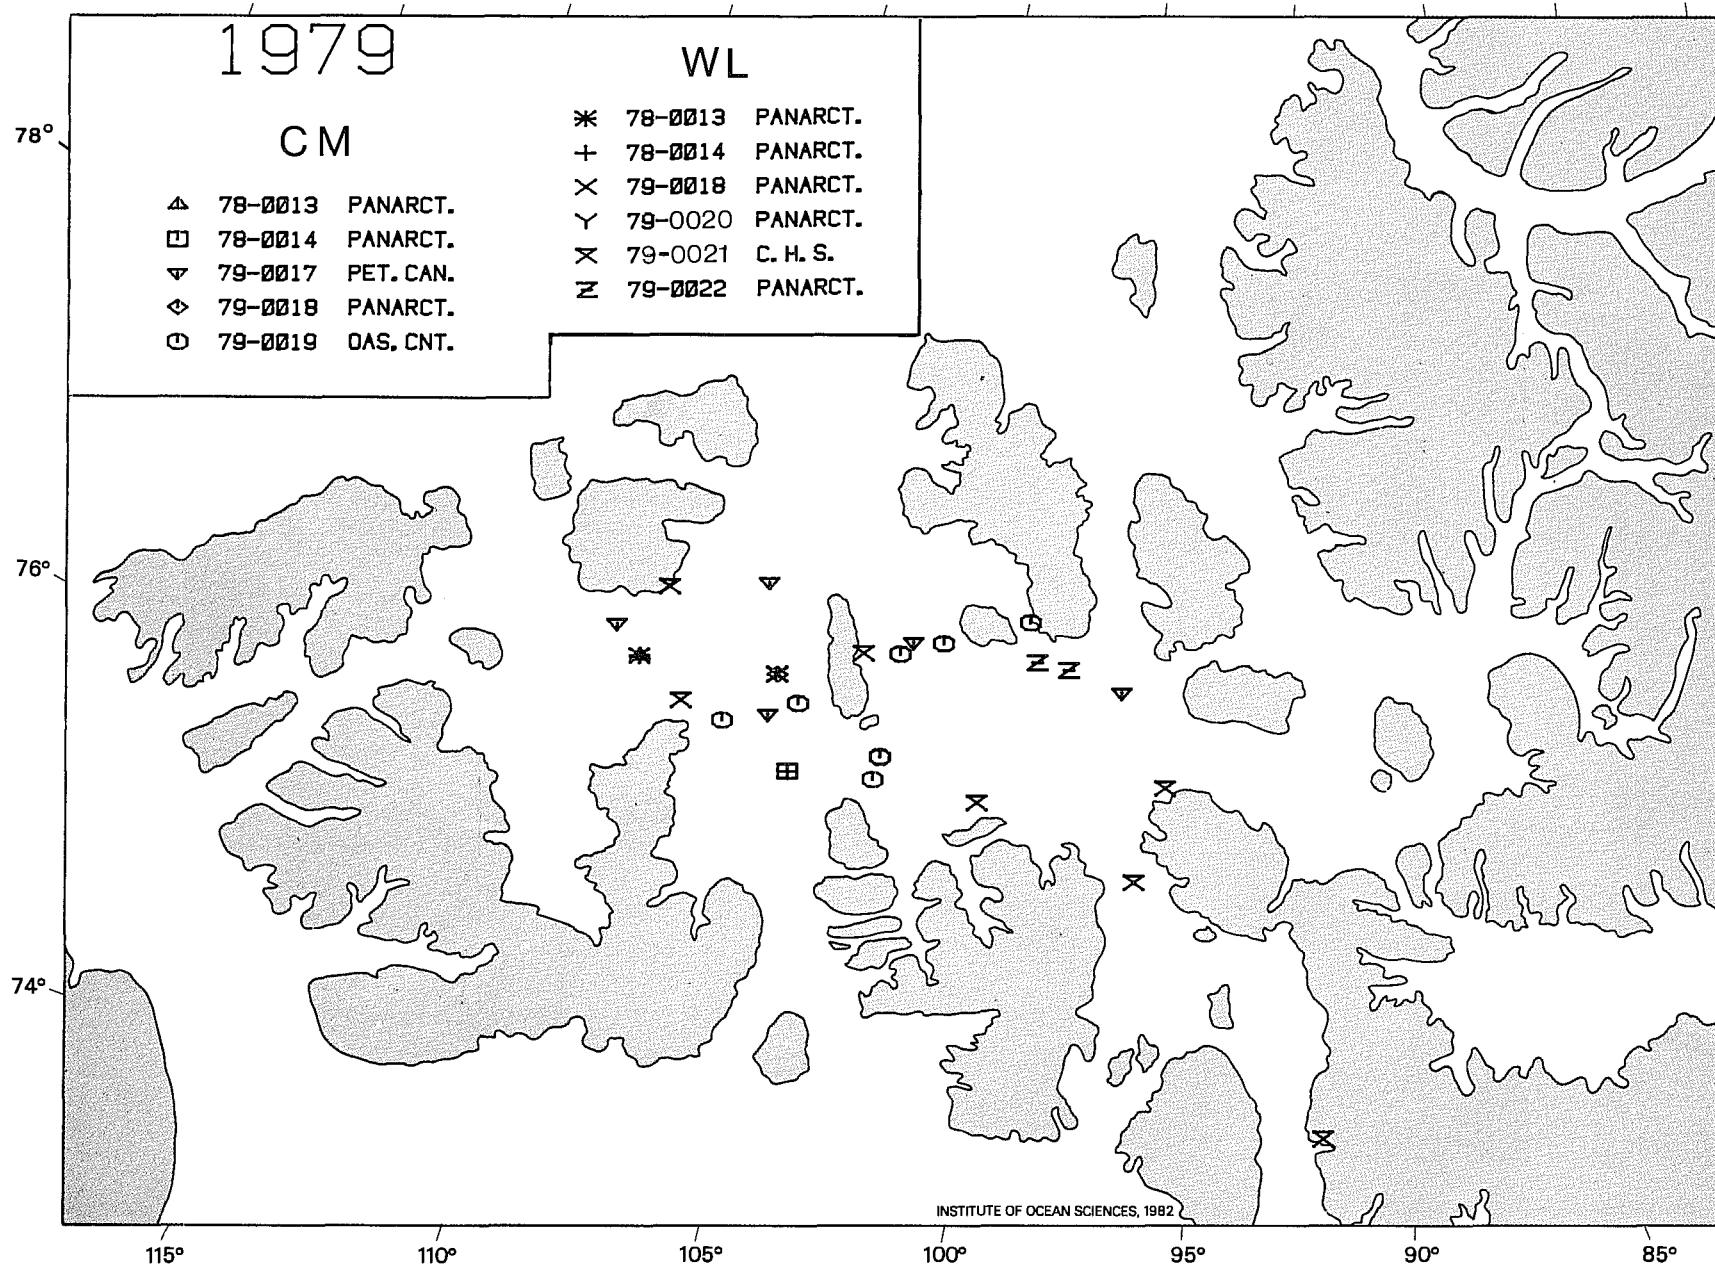 1979
CM
78-0013 PANARCT.
78-0014 PANARCT.
79-0017 PET. CAN.
79-0018 PANARCT.
79-0019 OAS. CNT.
WL
78-0013 PANARCT.
78-0014 PANARCT.
79-0018 PANARCT.
79-0020 PANARCT.
79-0021 C. H. S.
79-0022 PANARCT.
78°
76°
74°
INSTITUTE OF OCEAN SCIENCES, 1982
115° 110° 105° 100° 95° 90° 85°